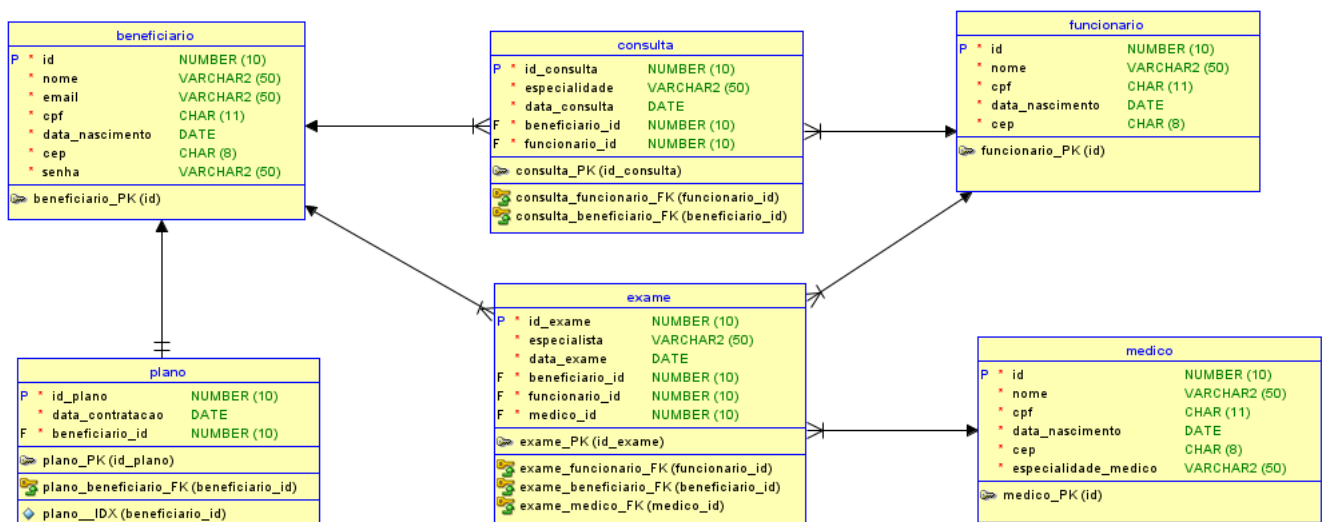 beneficiario
P * id NUMBER (10)
* nome VARCHAR2 (50)
* email VARCHAR2 (50)
* cpf CHAR (11)
* data_nascimento DATE
* cep CHAR (8)
* senha VARCHAR2 (50)
beneficiario_PK (id)
consulta
P * id_consulta NUMBER (10)
* especialidade VARCHAR2 (50)
* data_consulta DATE
F * beneficiario_id NUMBER (10)
F * funcionario_id NUMBER (10)
consulta_PK (id_consulta)
consulta_funcionario_FK (funcionario_id)
consulta_beneficiario_FK (beneficiario_id)
funcionario
P * id NUMBER (10)
* nome VARCHAR2 (50)
* cpf CHAR (11)
* data_nascimento DATE
* cep CHAR (8)
funcionario_PK (id)
plano
P * id_plano NUMBER (10)
* data_contratacao DATE
F * beneficiario_id NUMBER (10)
plano_PK (id_plano)
plano_beneficiario_FK (beneficiario_id)
plano__IDX (beneficiario_id)
exame
P * id_exame NUMBER (10)
* especialista VARCHAR2 (50)
* data_exame DATE
F * beneficiario_id NUMBER (10)
F * funcionario_id NUMBER (10)
F * medico_id NUMBER (10)
exame_PK (id_exame)
exame_funcionario_FK (funcionario_id)
exame_beneficiario_FK (beneficiario_id)
exame_medico_FK (medico_id)
medico
P * id NUMBER (10)
* nome VARCHAR2 (50)
* cpf CHAR (11)
* data_nascimento DATE
* cep CHAR (8)
* especialidade_medico VARCHAR2 (50)
medico_PK (id)